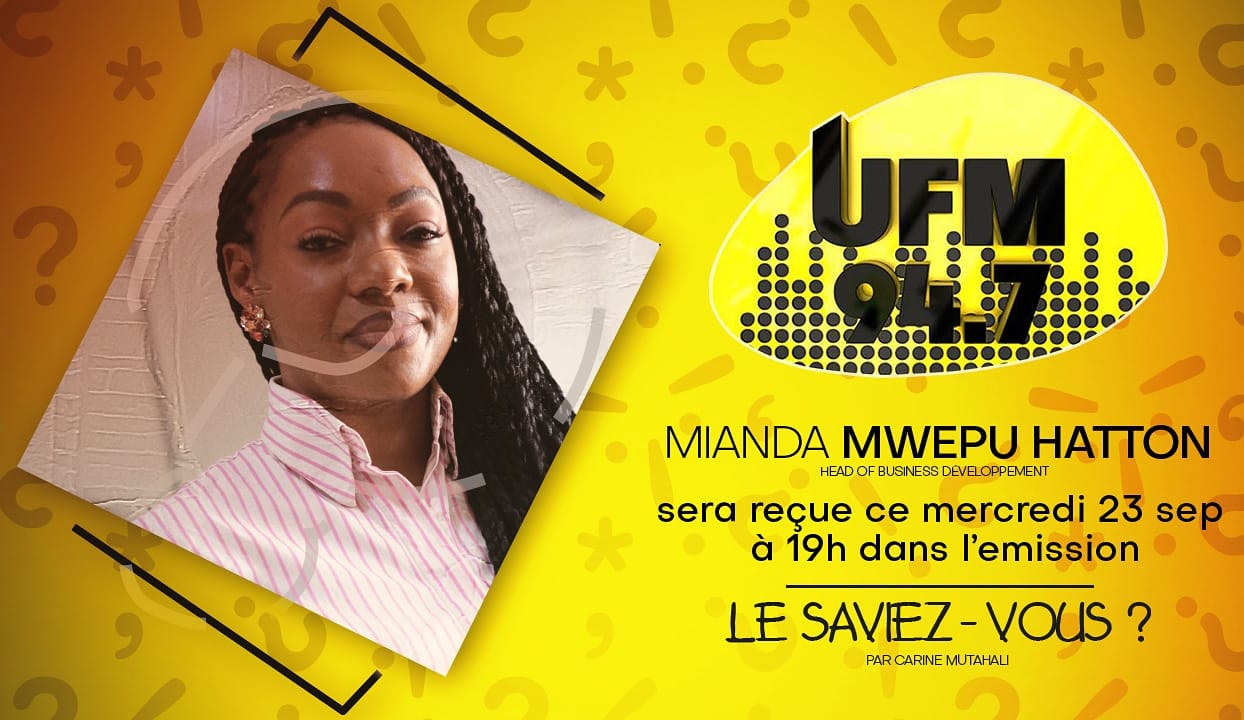 UFM
94.7
MIANDA MWEPU HATTON
HEAD OF BUSINESS DÉVELOPPEMENT
sera reçue ce mercredi 23 sep
à 19h dans l'emission
LE SAVIEZ-VOUS ?
PAR CARINE MUTAHALI